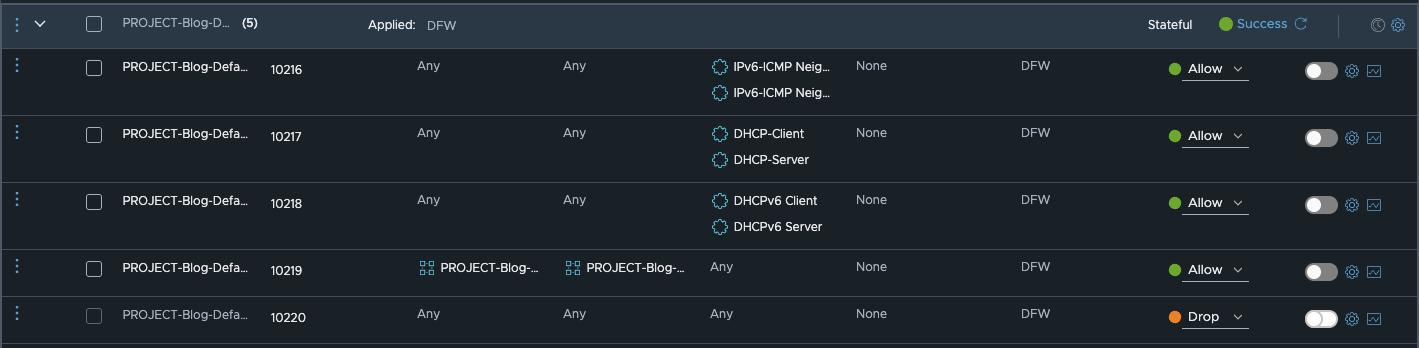 PROJECT-Blog-D... (5) Applied: DFW Stateful Success
PROJECT-Blog-Defa... 10216 Any Any IPv6-ICMP Neig... None DFW Allow
IPv6-ICMP Neig...
PROJECT-Blog-Defa... 10217 Any Any DHCP-Client None DFW Allow
DHCP-Server
PROJECT-Blog-Defa... 10218 Any Any DHCPv6 Client None DFW Allow
DHCPv6 Server
PROJECT-Blog-Defa... 10219 PROJECT-Blog-... PROJECT-Blog-... Any None DFW Allow
PROJECT-Blog-Defa... 10220 Any Any Any None DFW Drop